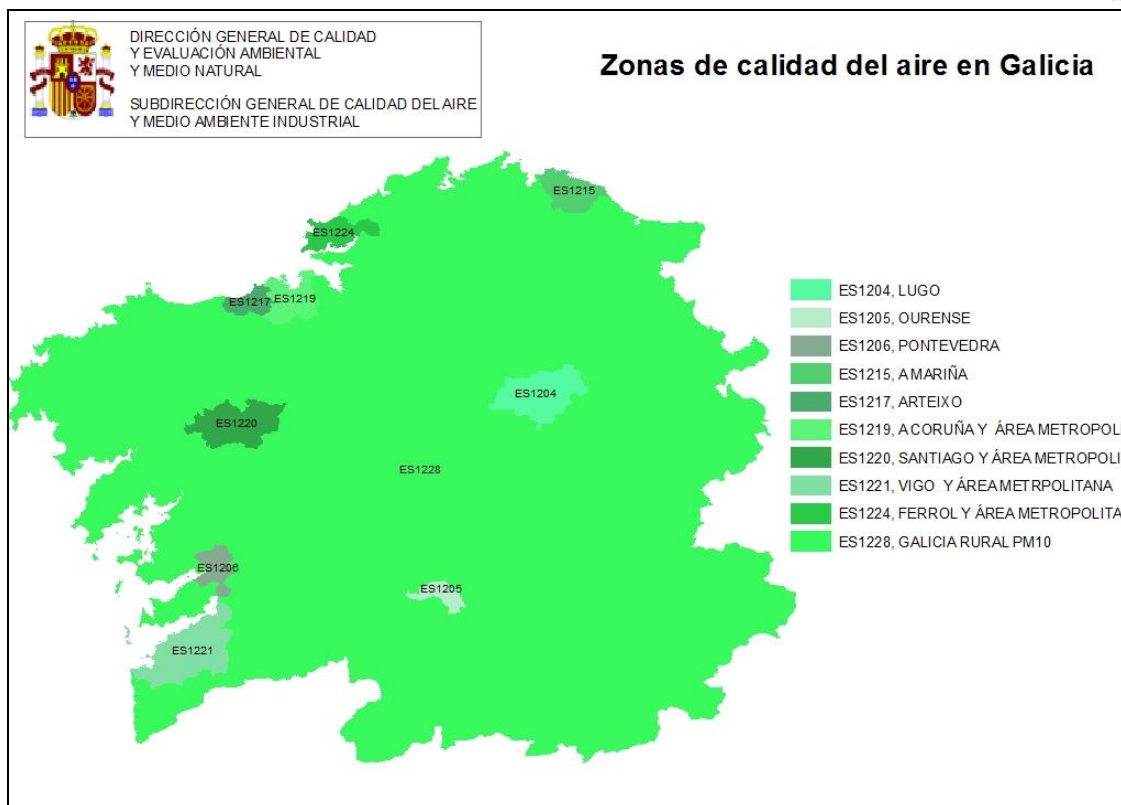 DIRECCIÓN GENERAL DE CALIDAD
Y EVALUACIÓN AMBIENTAL
Y MEDIO NATURAL
SUBDIRECCIÓN GENERAL DE CALIDAD DEL AIRE
Y MEDIO AMBIENTE INDUSTRIAL
Zonas de calidad del aire en Galicia
ES1215
ES1224
ES1217
ES1219
ES1204
ES1220
ES1228
ES1206
ES1205
ES1221
ES1204, LUGO
ES1205, OURENSE
ES1206, PONTEVEDRA
ES1215, A MARIÑA
ES1217, ARTEIXO
ES1219, A CORUÑA Y ÁREA METROPOLI
ES1220, SANTIAGO Y ÁREA METROPOLI
ES1221, VIGO Y ÁREA METRPOLITANA
ES1224, FERROL Y ÁREA METROPOLITA
ES1228, GALICIA RURAL PM10